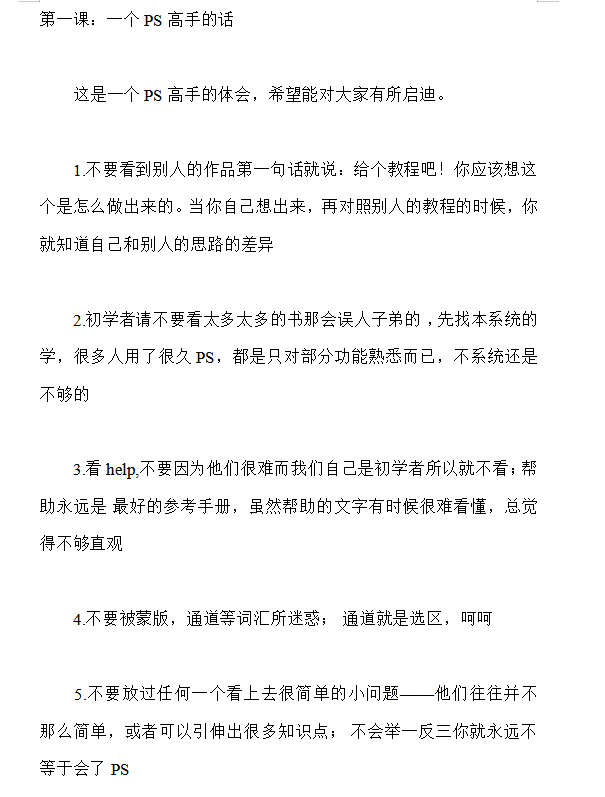 第一课：一个 PS 高手的话
这是一个 PS 高手的体会，希望能对大家有所启迪。
1.不要看到别人的作品第一句话就说：给个教程吧！你应该想这
个是怎么做出来的。当你自己想出来，再对照别人的教程的时候，你
就知道自己和别人的思路的差异
2.初学者请不要看太多太多的书那会误人子弟的，先找本系统的
学，很多人用了很久 PS，都是只对部分功能熟悉而已，不系统还是
不够的
3.看 help,不要因为他们很难而我们自己是初学者所以就不看；帮
助永远是 最好的参考手册，虽然帮助的文字有时候很难看懂，总觉
得不够直观
4.不要被蒙版，通道等词汇所迷惑； 通道就是选区，呵呵
5.不要放过任何一个看上去很简单的小问题——他们往往并不
那么简单，或者可以引伸出很多知识点； 不会举一反三你就永远不
等于会了 PS